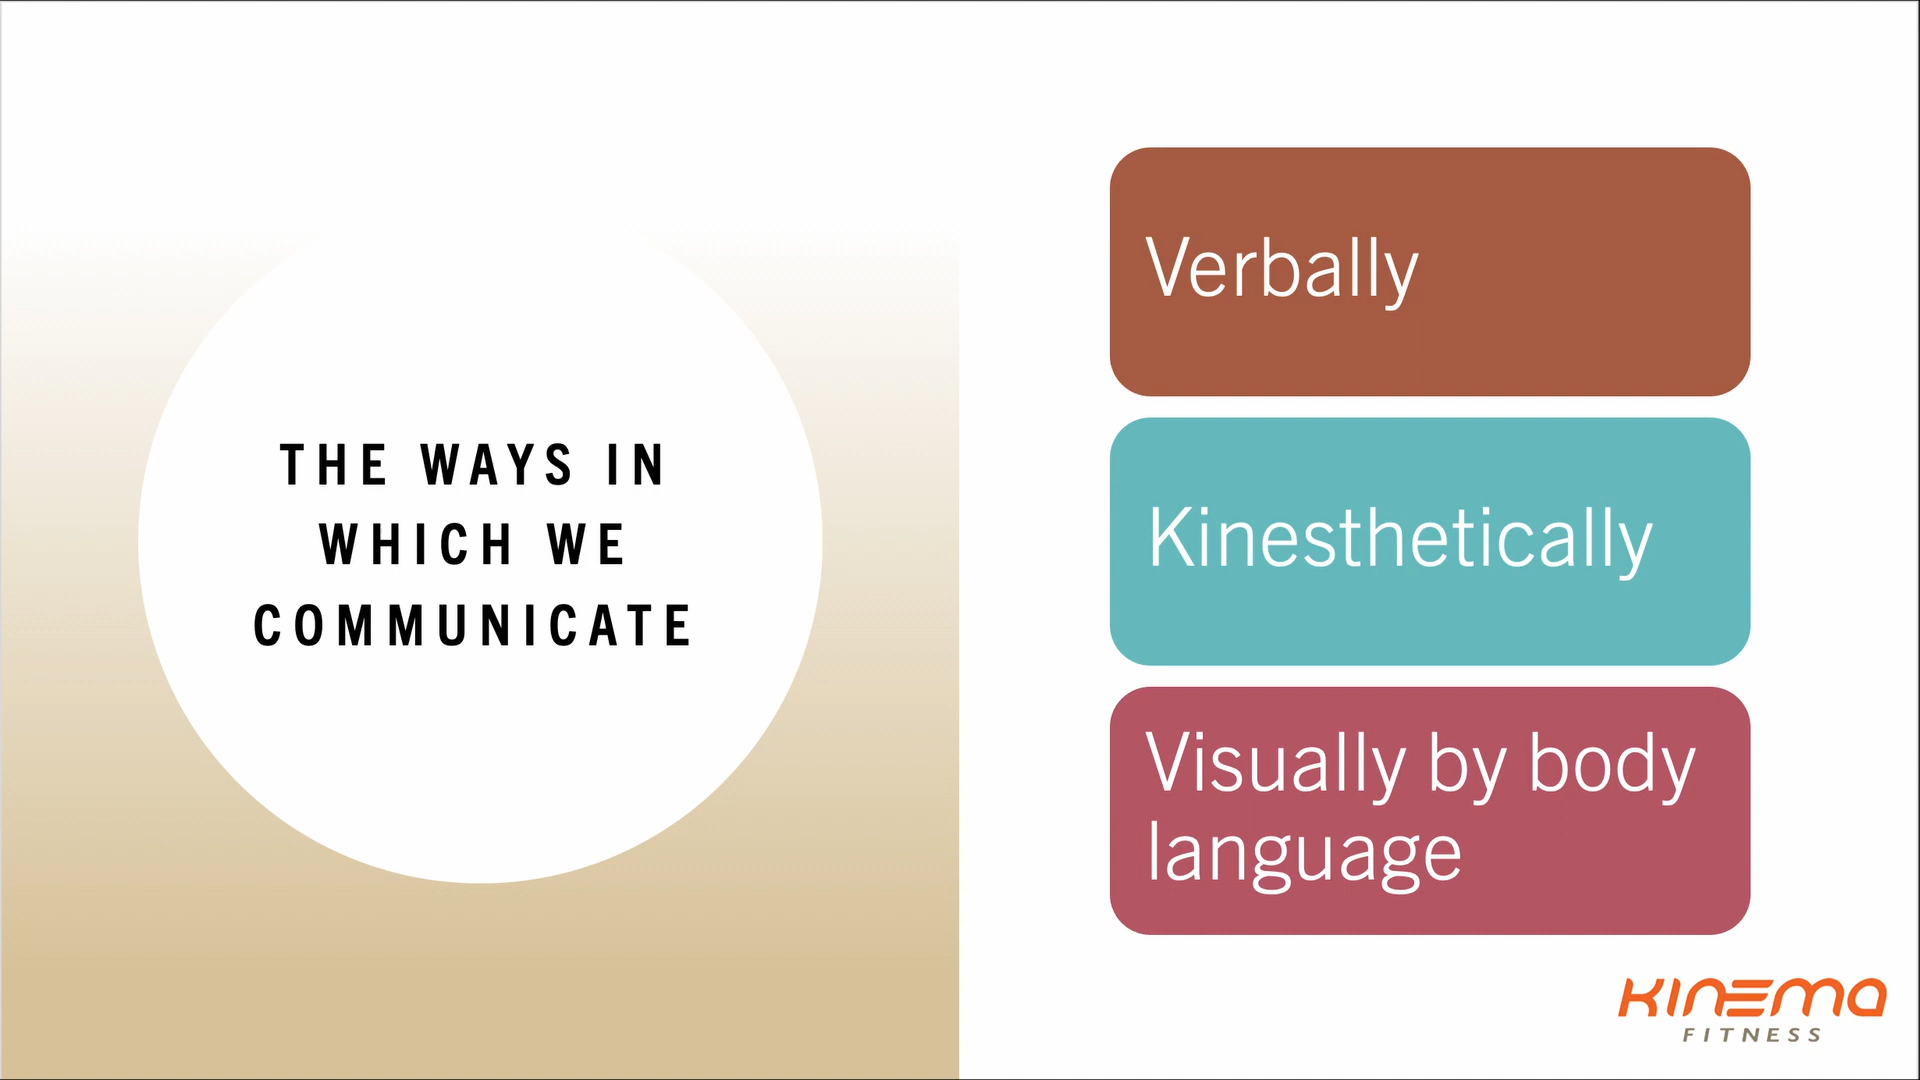 THE WAYS IN
WHICH WE
COMMUNICATE
Verbally
Kinesthetically
Visually by body
language
KINEMA
FITNESS